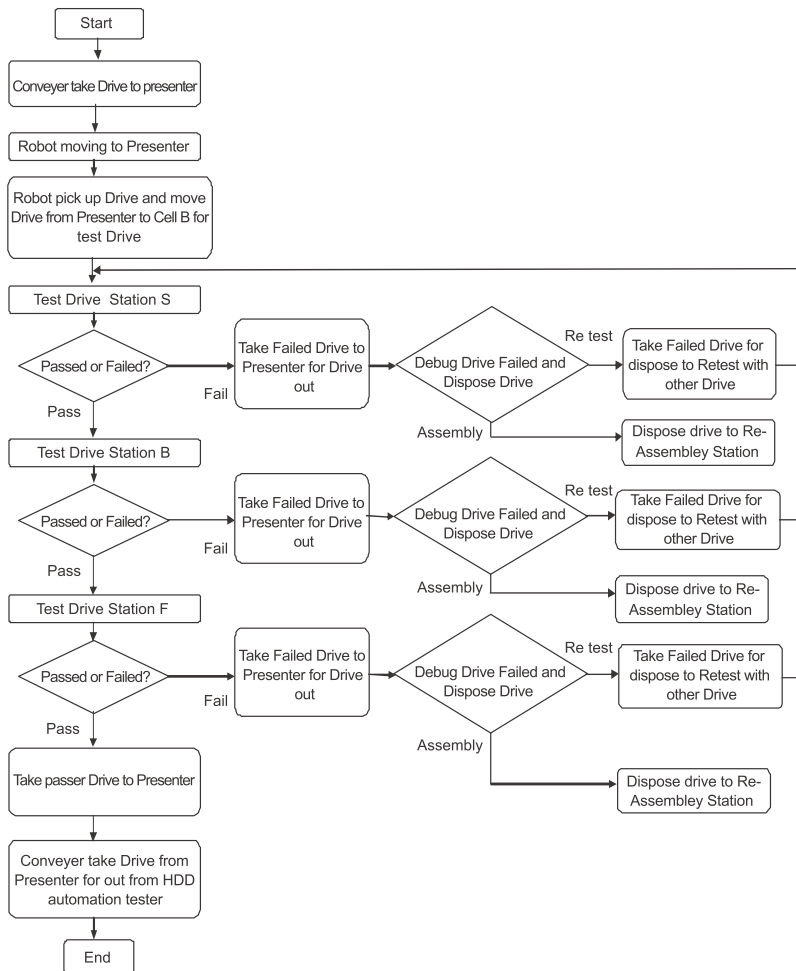 Start
Conveyer take Drive to presenter
Robot moving to Presenter
Robot pick up Drive and move
Drive from Presenter to Cell B for
test Drive
Test Drive Station S
Passed or Failed?
Fail
Pass
Take Failed Drive to
Presenter for Drive
out
Debug Drive Failed and
Dispose Drive
Re test
Take Failed Drive for
dispose to Retest with
other Drive
Assembly
Dispose drive to Re-
Assembley Station
Test Drive Station B
Passed or Failed?
Fail
Pass
Take Failed Drive to
Presenter for Drive
out
Debug Drive Failed and
Dispose Drive
Re test
Take Failed Drive for
dispose to Retest with
other Drive
Assembly
Dispose drive to Re-
Assembley Station
Test Drive Station F
Passed or Failed?
Fail
Pass
Take Failed Drive to
Presenter for Drive
out
Debug Drive Failed and
Dispose Drive
Re test
Take Failed Drive for
dispose to Retest with
other Drive
Assembly
Dispose drive to Re-
Assembley Station
Take passer Drive to Presenter
Conveyer take Drive from
Presenter for out from HDD
automation tester
End